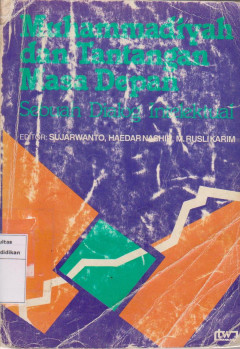 Muhammadiyah
dan Tantangan
Masa Depan
Sebuah Dialog Intelektual
EDITOR: SUJARWANTO, HAEDAR NASHIR, M. RUSLI KARIM